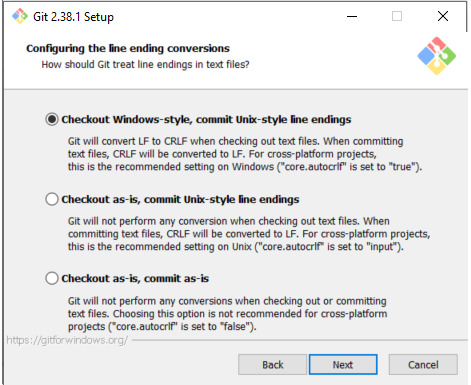 Git 2.38.1 Setup
Configuring the line ending conversions
How should Git treat line endings in text files?
Checkout Windows-style, commit Unix-style line endings
Git will convert LF to CRLF when checking out text files. When committing
text files, CRLF will be converted to LF. For cross-platform projects,
this is the recommended setting on Windows ("core.autocrlf" is set to "true").
Checkout as-is, commit Unix-style line endings
Git will not perform any conversion when checking out text files. When
committing text files, CRLF will be converted to LF. For cross-platform projects,
this is the recommended setting on Unix ("core.autocrlf" is set to "input").
Checkout as-is, commit as-is
Git will not perform any conversions when checking out or committing
text files. Choosing this option is not recommended for cross-platform
projects ("core.autocrlf" is set to "false").
https://gitforwindows.org/
Back Next Cancel